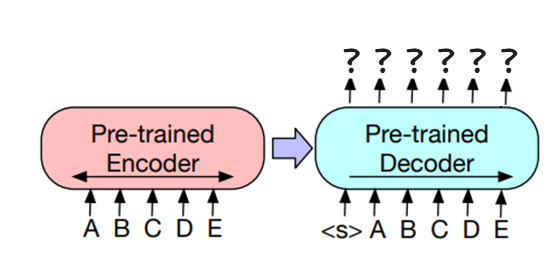 ? ? ? ? ? ?
Pre-trained
Encoder
Pre-trained
Decoder
A B C D E
<s> A B C D E